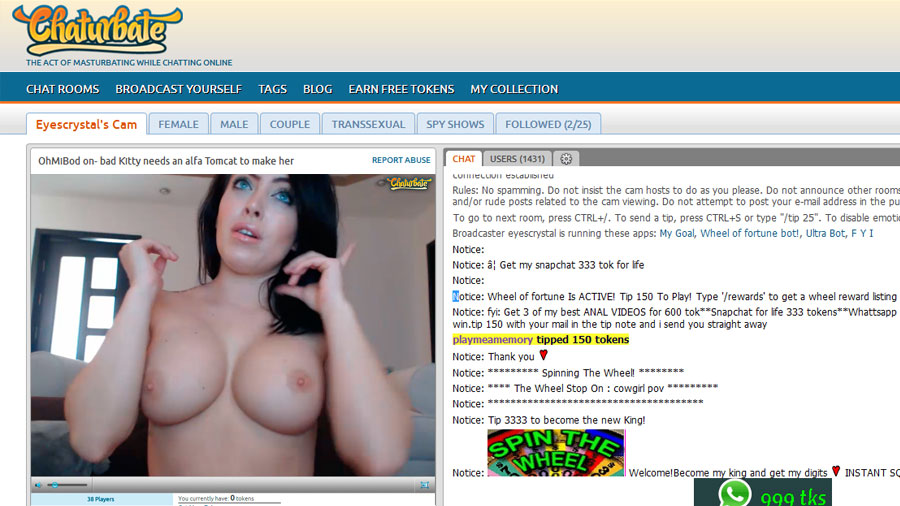 Chaturbate
THE ACT OF MASTURBATING WHILE CHATTING ONLINE
CHAT ROOMS BROADCAST YOURSELF TAGS BLOG EARN FREE TOKENS MY COLLECTION
Eyescrystal's Cam FEMALE MALE COUPLE TRANSSEXUAL SPY SHOWS FOLLOWED (2/25)
OhMiBod on- bad Kitty needs an alfa Tomcat to make her REPORT ABUSE
Chaturbate
38 Players
You currently have: 0 tokens
CHAT USERS (1431)
connection established
Rules: No spamming. Do not insist the cam hosts to do as you please. Do not announce other rooms
and/or rude posts related to the cam viewing. Do not attempt to post your e-mail address in the pu
To go to next room, press CTRL+/. To send a tip, press CTRL+S or type "/tip 25". To disable emoti
Broadcaster eyescrystal is running these apps: My Goal, Wheel of fortune bot!, Ultra Bot, F Y I
Notice:
Notice: â¦ Get my snapchat 333 tok for life
Notice:
Notice: Wheel of fortune Is ACTIVE! Tip 150 To Play! Type '/rewards' to get a wheel reward listing
Notice: fyi: Get 3 of my best ANAL VIDEOS for 600 tok**Snapchat for life 333 tokens**Whattsapp
win.tip 150 with your mail in the tip note and i send you straight away
playmeamemory tipped 150 tokens
Notice: Thank you
Notice: ********* Spinning The Wheel! ********
Notice: **** The Wheel Stop On : cowgirl pov *********
Notice: ****************************************
Notice: Tip 3333 to become the new King!
SPIN THE
WHEEL
Notice: Welcome!Become my king and get my digits INSTANT SQ
999 tks